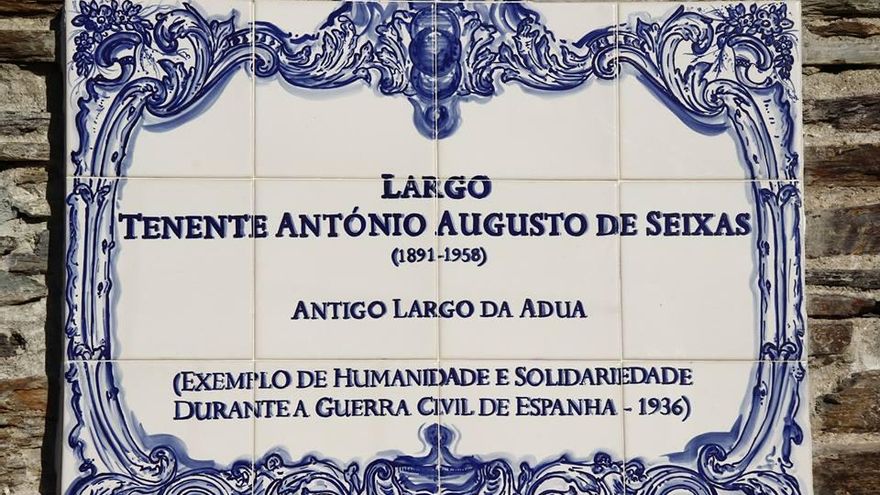 LARGO
TENENTE ANTÓNIO AUGUSTO DE SEIXAS
(1891-1958)
ANTIGO LARGO DA ADUA
(EXEMPLO DE HUMANIDADE E SOLIDARIEDADE
DURANTE A GUERRA CIVIL DE ESPANHA - 1936)